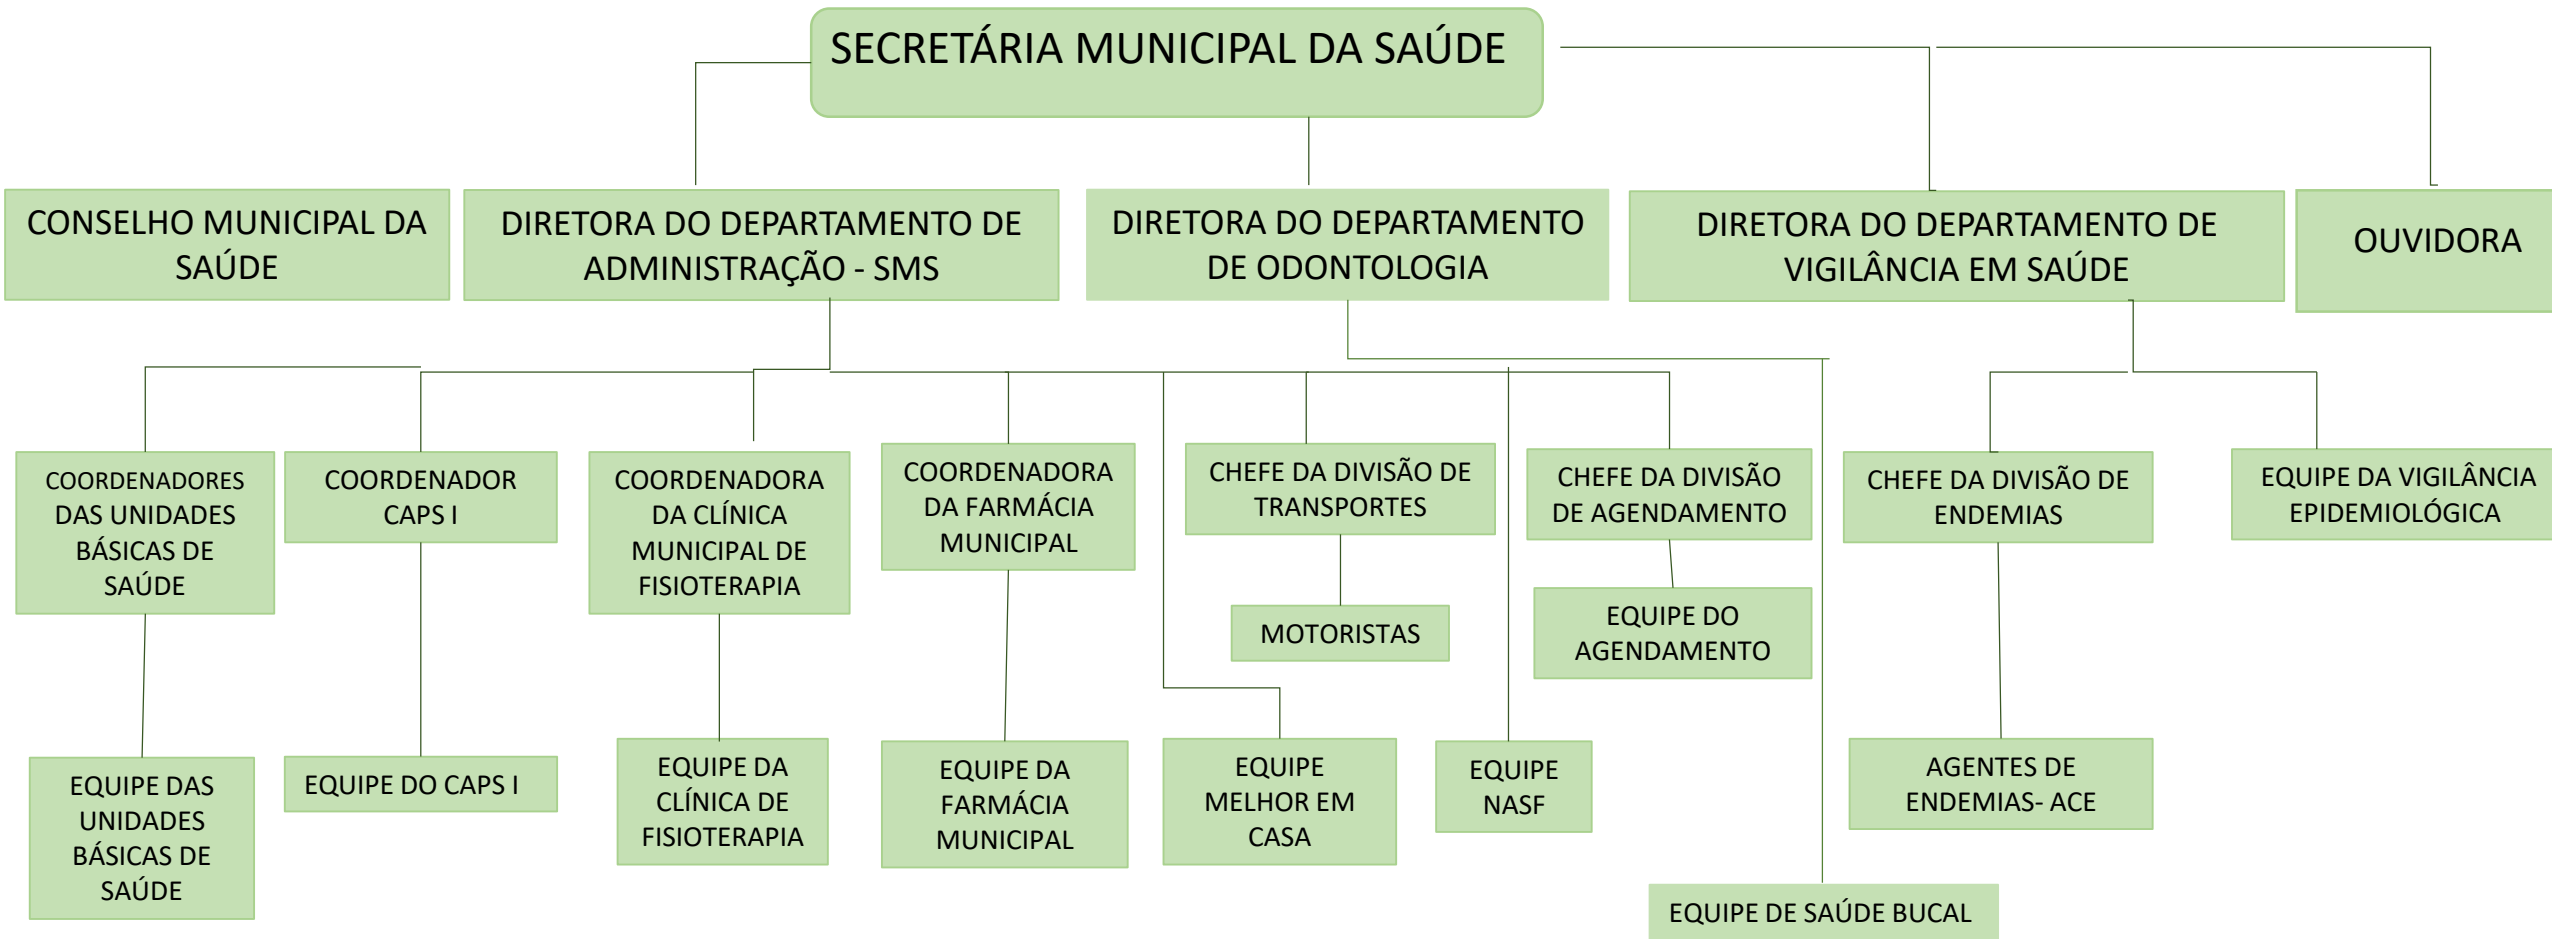 SECRETÁRIA MUNICIPAL DA SAÚDE
CONSELHO MUNICIPAL DA
SAÚDE
DIRETORA DO DEPARTAMENTO DE
ADMINISTRAÇÃO - SMS
DIRETORA DO DEPARTAMENTO
DE ODONTOLOGIA
DIRETORA DO DEPARTAMENTO DE
VIGILÂNCIA EM SAÚDE
OUVIDORA
COORDENADORES
DAS UNIDADES
BÁSICAS DE
SAÚDE
COORDENADOR
CAPS I
COORDENADORA
DA CLÍNICA
MUNICIPAL DE
FISIOTERAPIA
COORDENADORA
DA FARMÁCIA
MUNICIPAL
CHEFE DA DIVISÃO DE
TRANSPORTES
CHEFE DA DIVISÃO
DE AGENDAMENTO
CHEFE DA DIVISÃO DE
ENDEMIAS
EQUIPE DA VIGILÂNCIA
EPIDEMIOLÓGICA
MOTORISTAS
EQUIPE DO
AGENDAMENTO
EQUIPE DAS
UNIDADES
BÁSICAS DE
SAÚDE
EQUIPE DO CAPS I
EQUIPE DA
CLÍNICA DE
FISIOTERAPIA
EQUIPE DA
FARMÁCIA
MUNICIPAL
EQUIPE
MELHOR EM
CASA
EQUIPE
NASF
AGENTES DE
ENDEMIAS- ACE
EQUIPE DE SAÚDE BUCAL